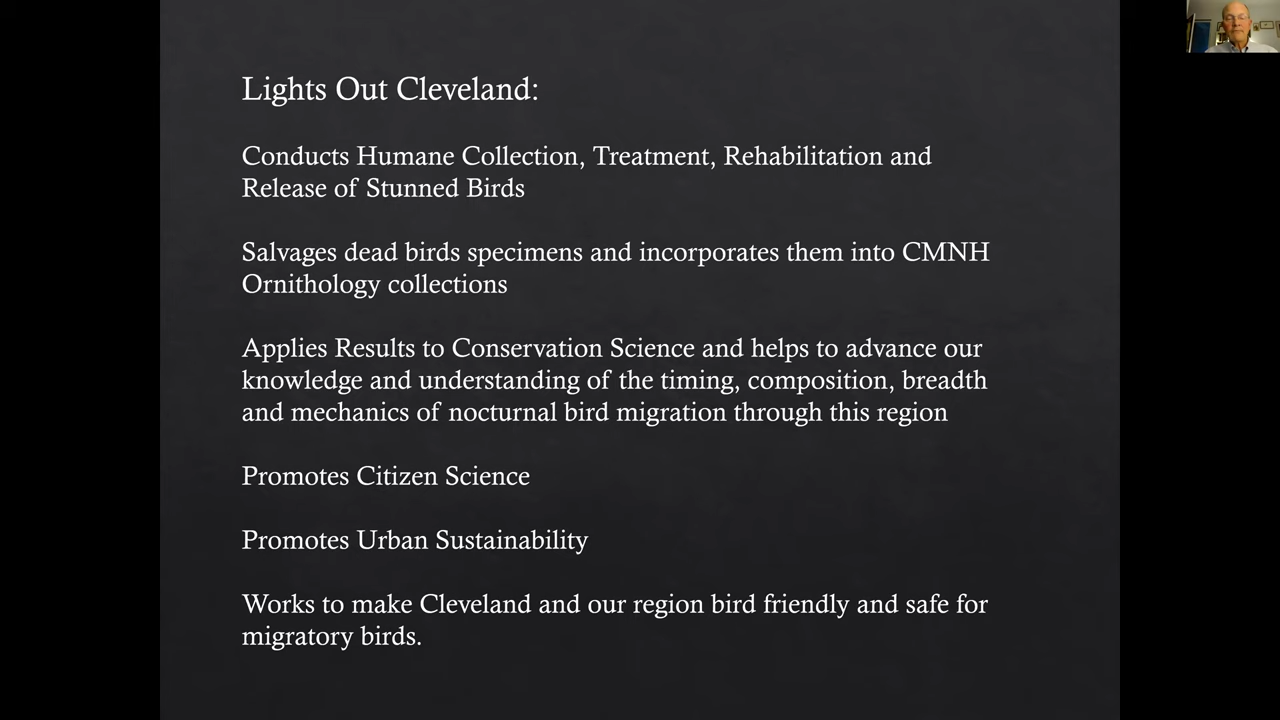 Lights Out Cleveland:
Conducts Humane Collection, Treatment, Rehabilitation and
Release of Stunned Birds
Salvages dead birds specimens and incorporates them into CMNH
Ornithology collections
Applies Results to Conservation Science and helps to advance our
knowledge and understanding of the timing, composition, breadth
and mechanics of nocturnal bird migration through this region
Promotes Citizen Science
Promotes Urban Sustainability
Works to make Cleveland and our region bird friendly and safe for
migratory birds.